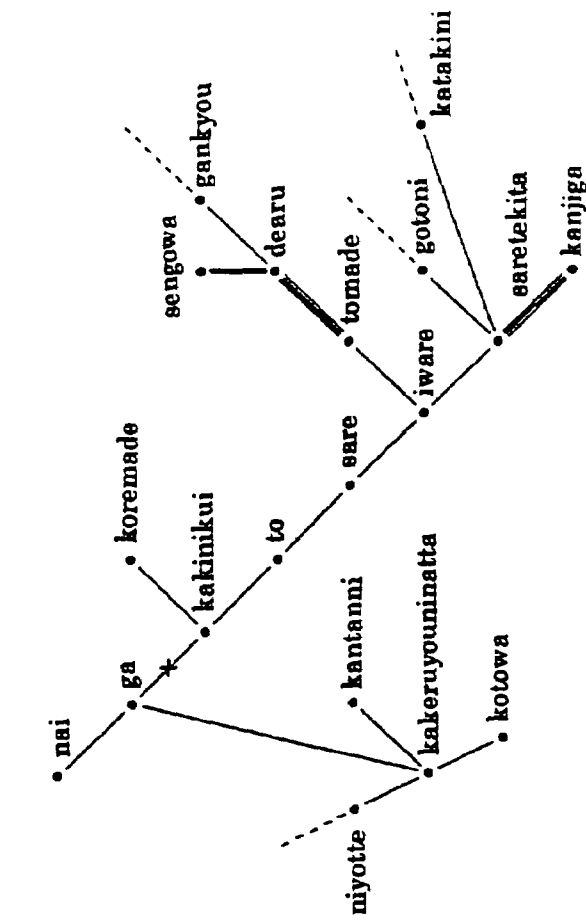 nai
ga
koremade
sengowa
kakinikui
gankyou
to
dearu
niyotte
kantanni
sare
tomade
kakeruyouninatta
iware
gotoni
katakini
kotowa
saretekita
kanjiga